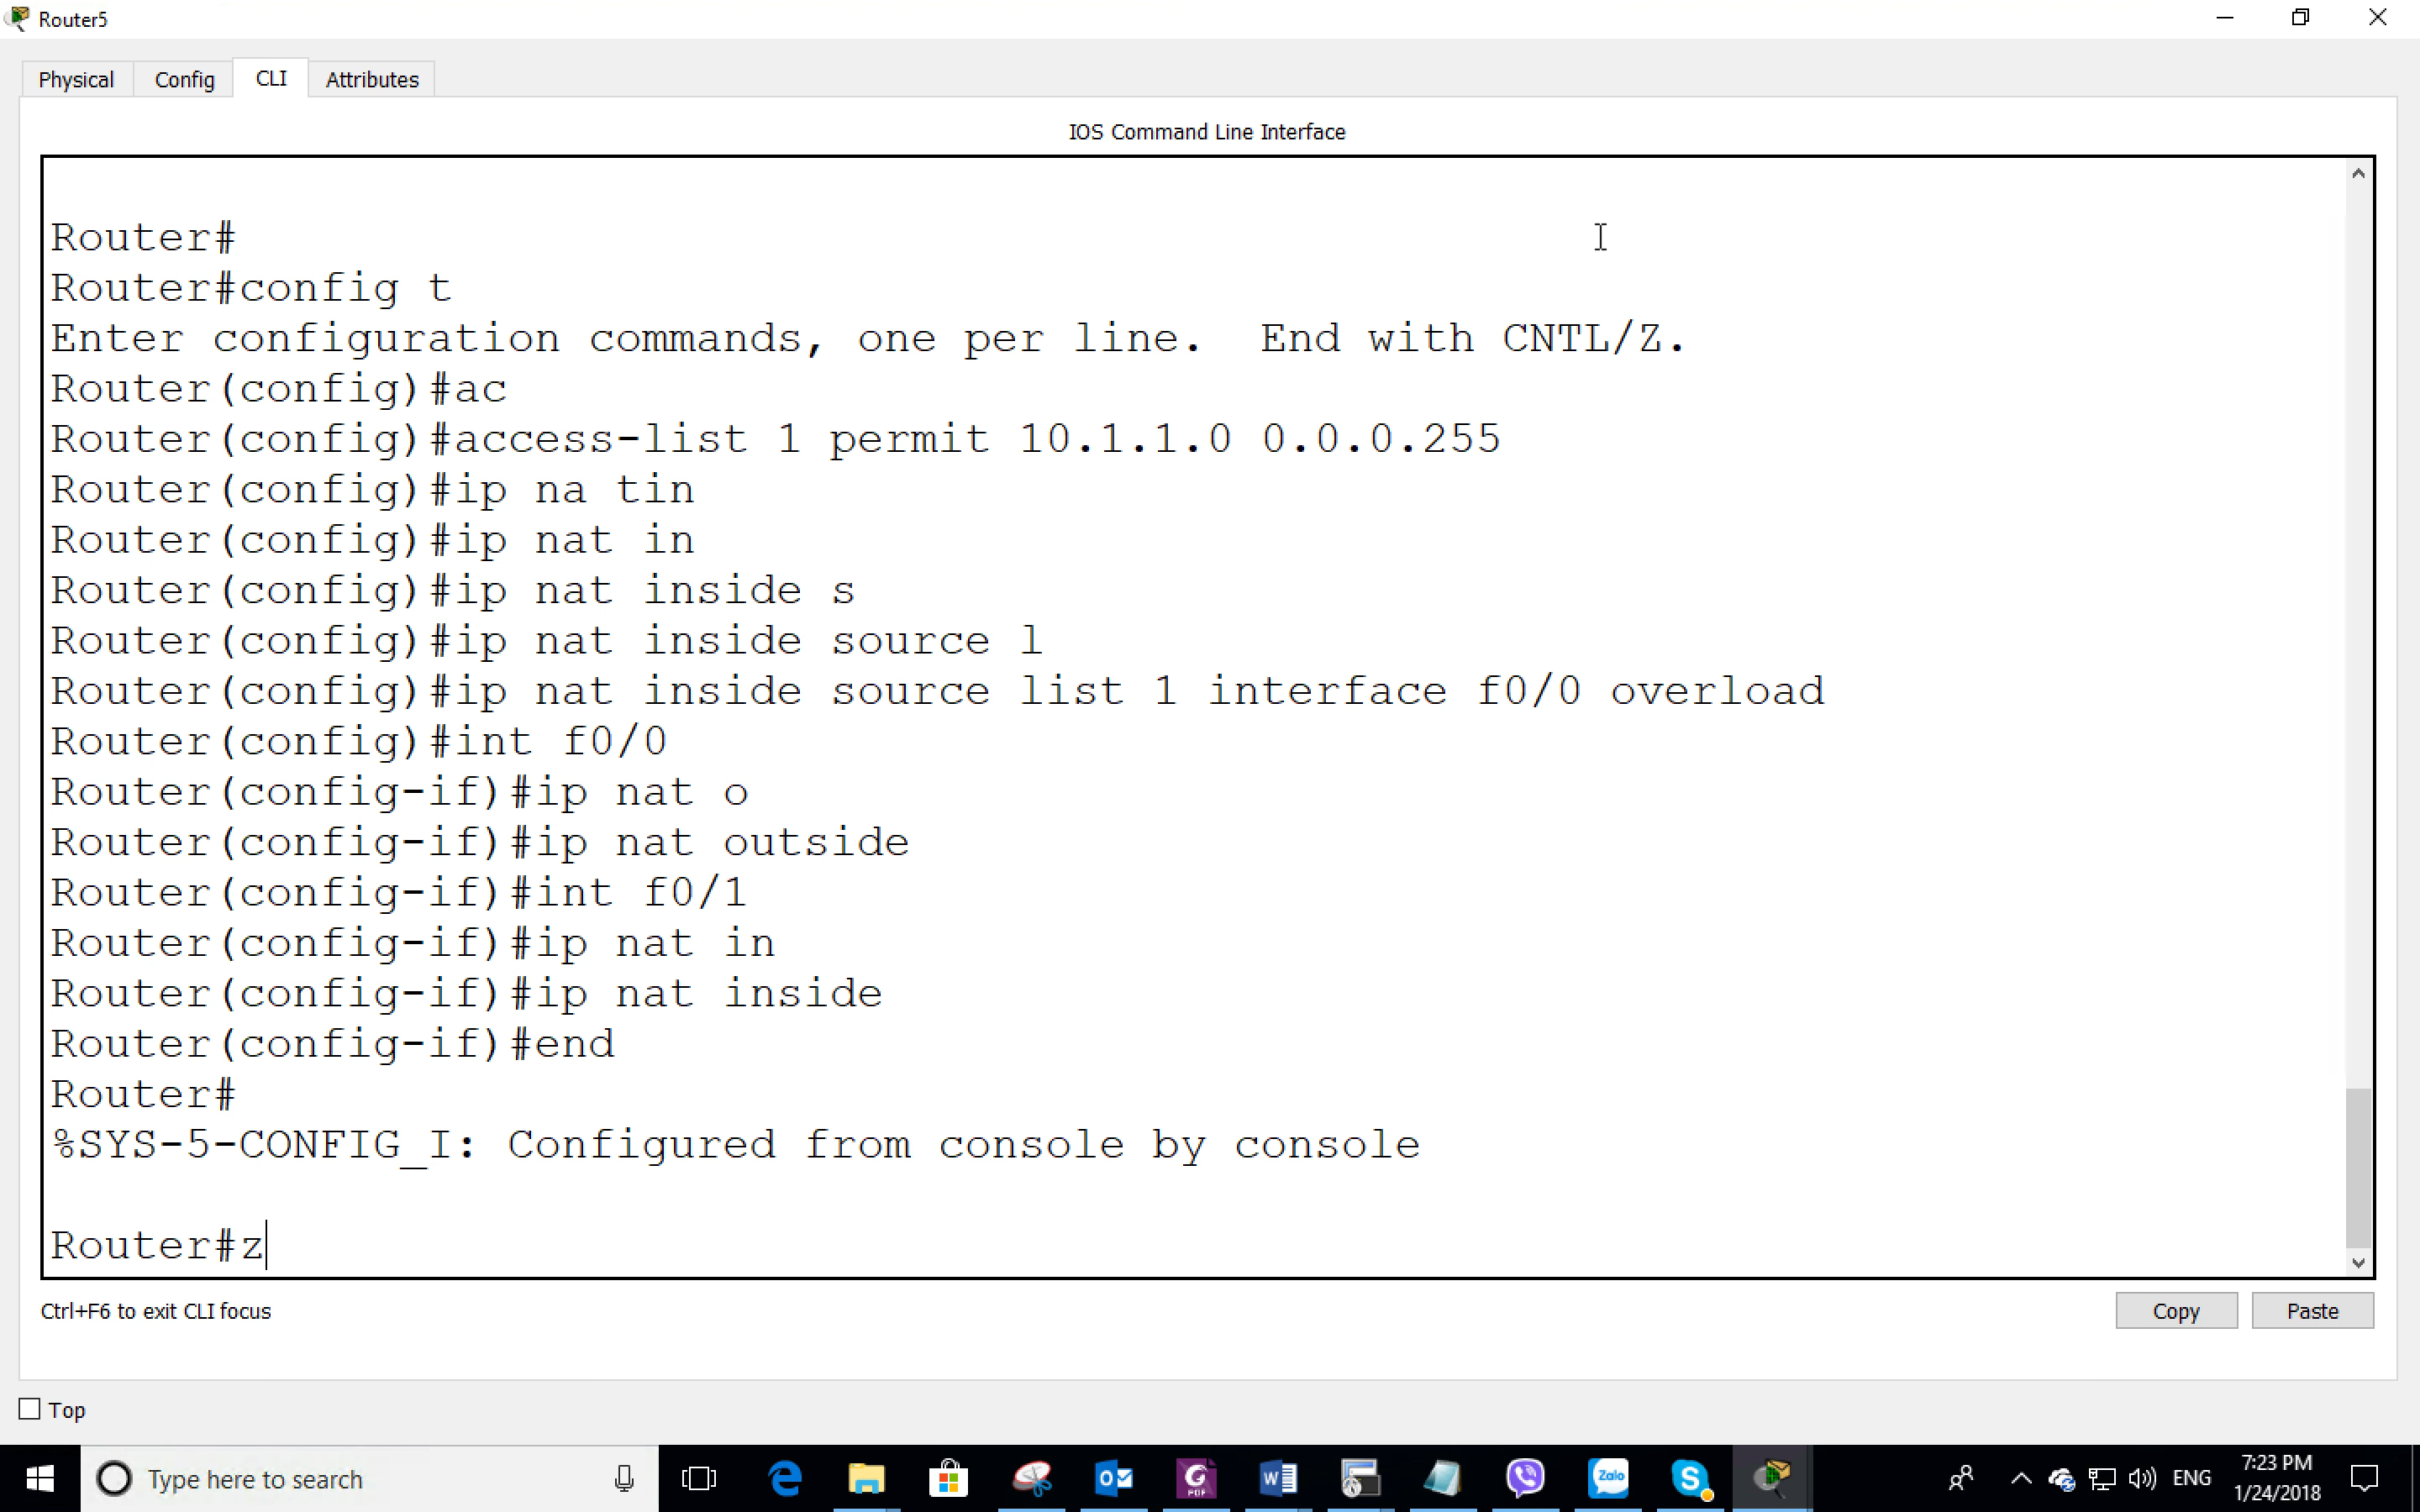 Router5
Physical Config CLI Attributes
IOS Command Line Interface
Router#
Router#config t
Enter configuration commands, one per line.  End with CNTL/Z.
Router(config)#ac
Router(config)#access-list 1 permit 10.1.1.0 0.0.0.255
Router(config)#ip na tin
Router(config)#ip nat in
Router(config)#ip nat inside s
Router(config)#ip nat inside source l
Router(config)#ip nat inside source list 1 interface f0/0 overload
Router(config)#int f0/0
Router(config-if)#ip nat o
Router(config-if)#ip nat outside
Router(config-if)#int f0/1
Router(config-if)#ip nat in
Router(config-if)#ip nat inside
Router(config-if)#end
Router#
%SYS-5-CONFIG_I: Configured from console by console
Router#z
Ctrl+F6 to exit CLI focus
Copy Paste
Top
Type here to search
G PDF
Zalo
ENG
7:23 PM
1/24/2018